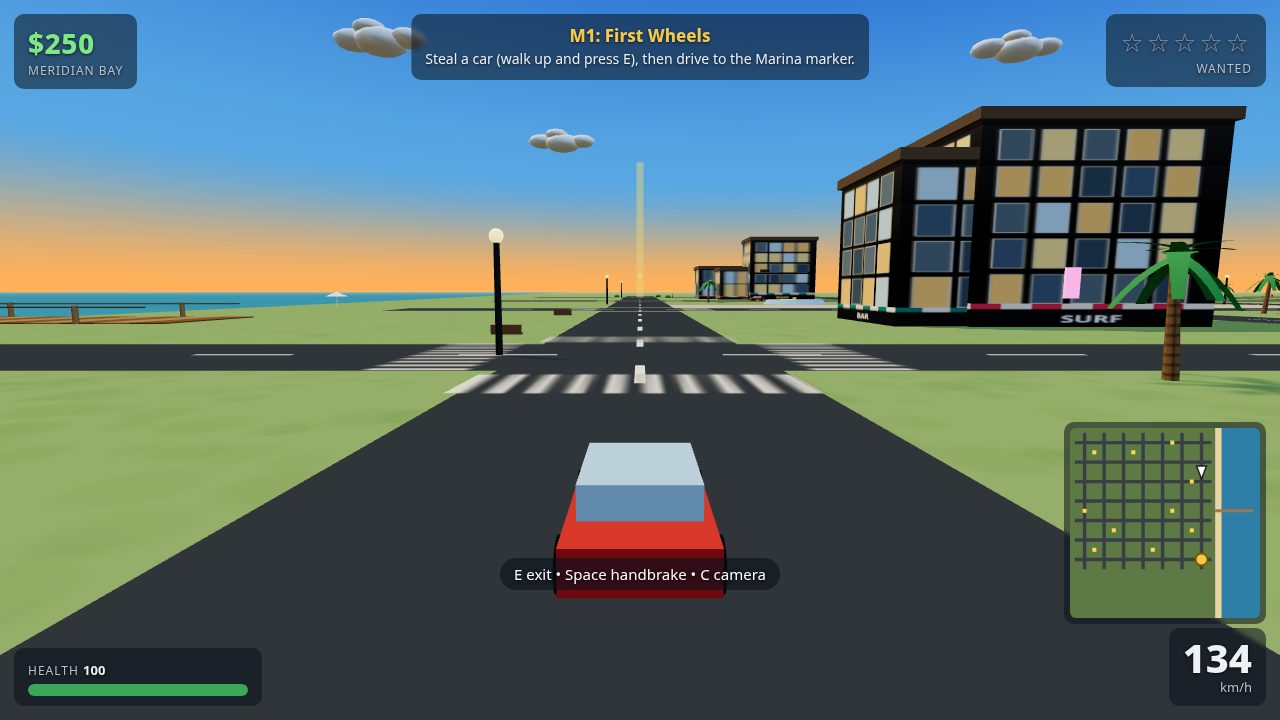 $250
MERIDIAN BAY
M1: First Wheels
Steal a car (walk up and press E), then drive to the Marina marker.
☆☆☆☆☆
WANTED
BAR
SURF
E exit • Space handbrake • C camera
HEALTH 100
134
km/h